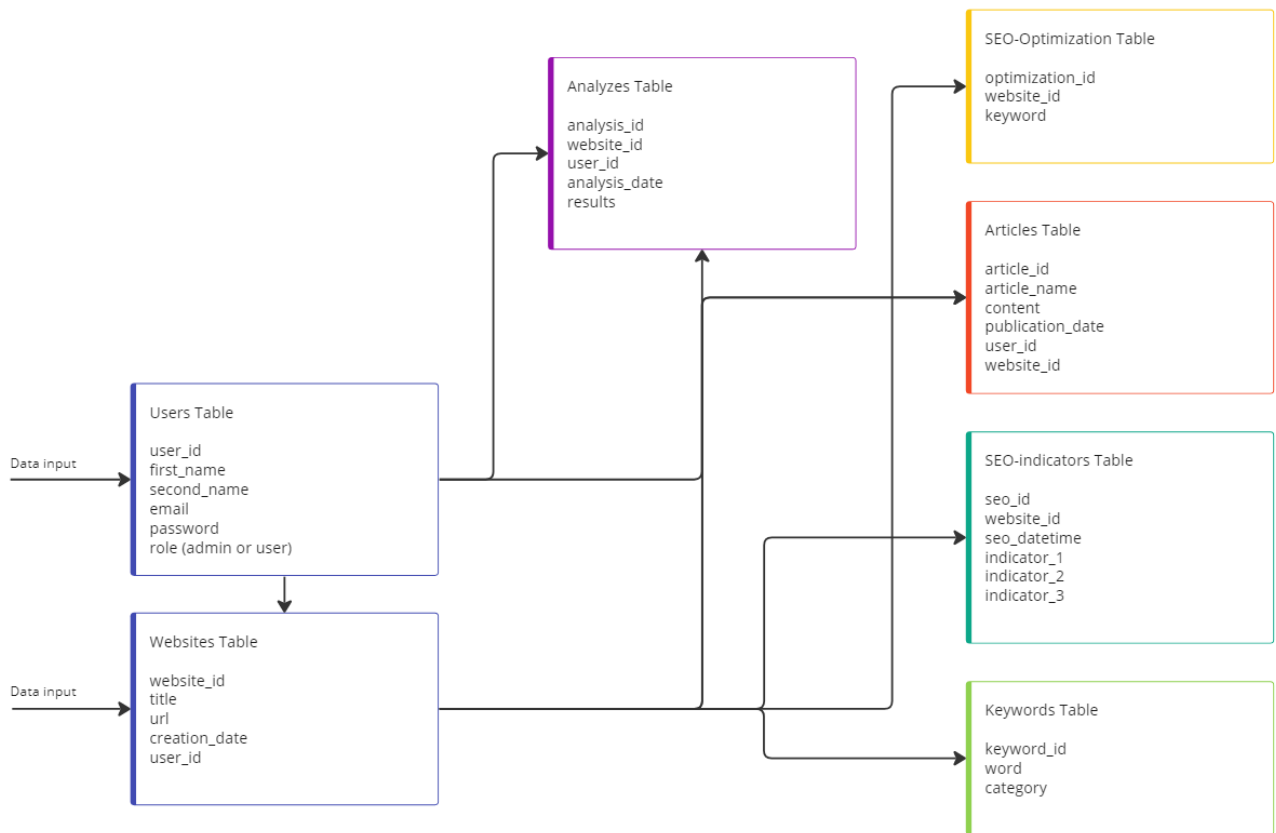 SEO-Optimization Table
optimization_id
website_id
keyword
Analyzes Table
analysis_id
website_id
user_id
analysis_date
results
Articles Table
article_id
article_name
content
publication_date
user_id
website_id
Data input
Users Table
user_id
first_name
second_name
email
password
role (admin or user)
SEO-indicators Table
seo_id
website_id
seo_datetime
indicator_1
indicator_2
indicator_3
Data input
Websites Table
website_id
title
url
creation_date
user_id
Keywords Table
keyword_id
word
category